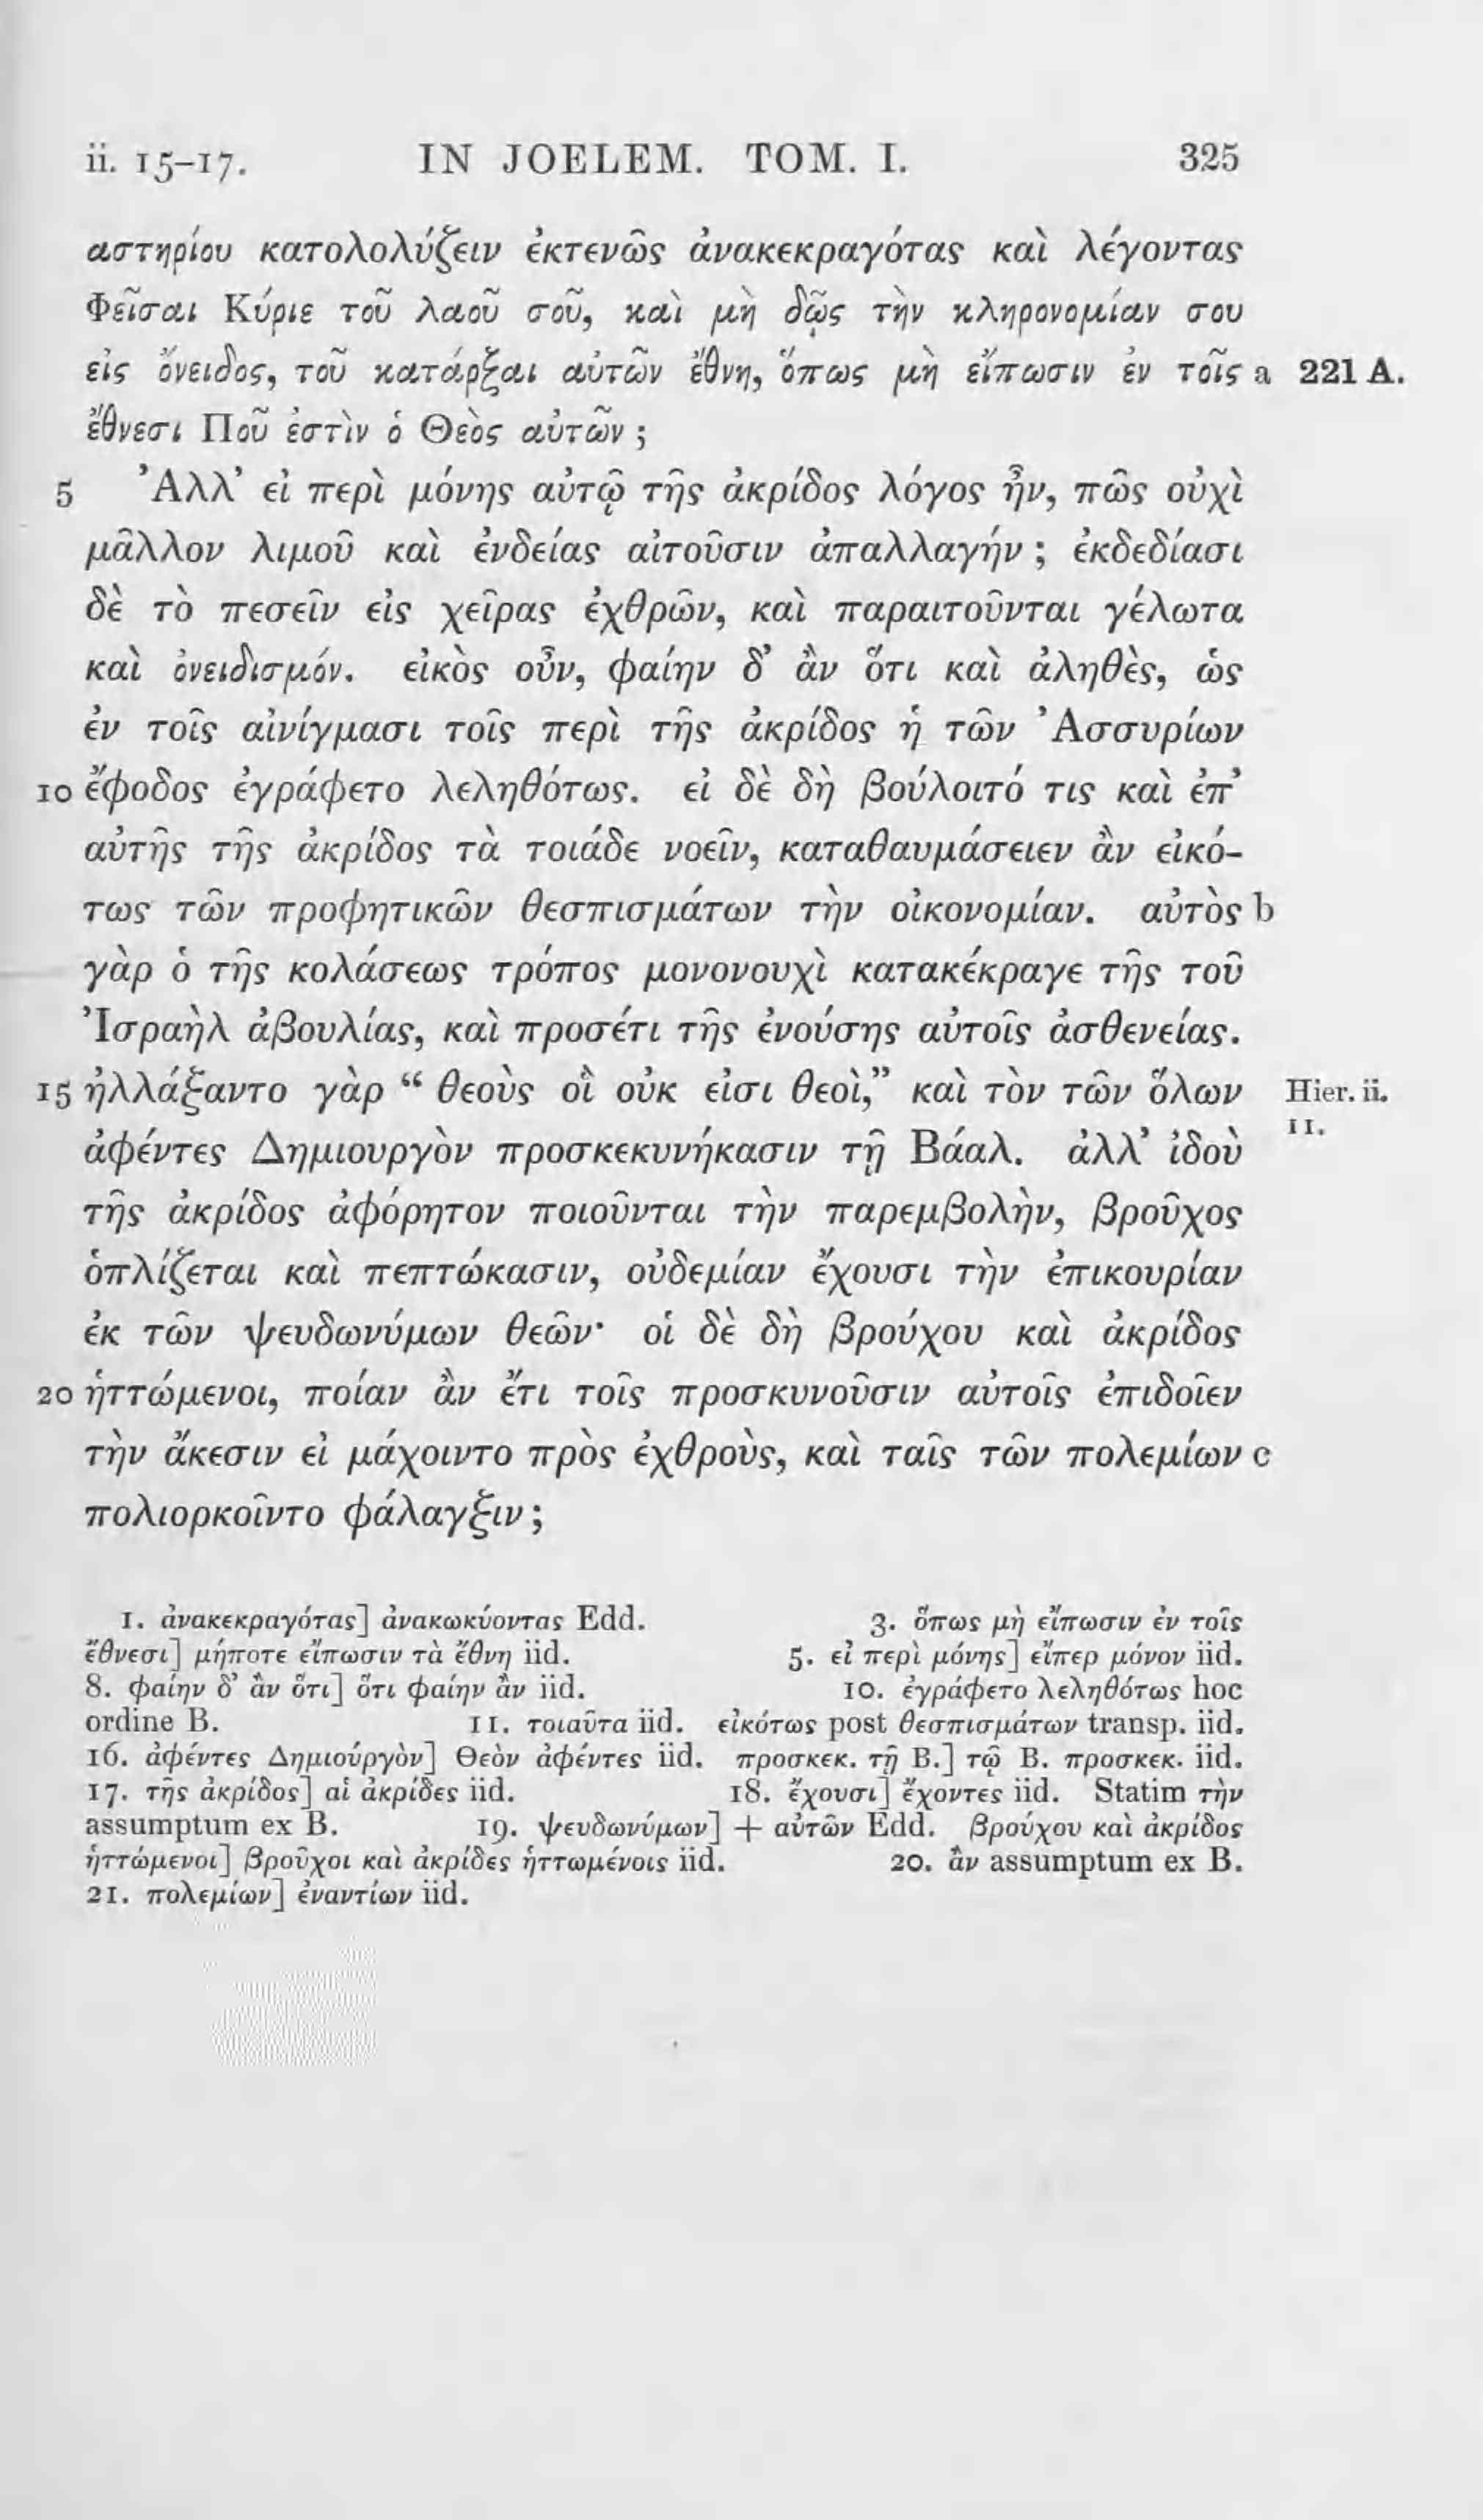 ii. 15-17. IN JOELEM. TOM. I. 325
αστηρίου κατολολύζειν ἐκτενῶς ἀνακεκραγότας καὶ λέγοντας
Φεῖσαι Κύριε τοῦ λαοῦ σοῦ, καὶ μὴ δῷς τὴν κληρονομίαν σου
εἰς ὄνειδος, τοῦ κατάρξαι αὐτῶν ἔθνη, ὅπως μὴ εἴπωσιν ἐν τοῖς a 221 A.
ἔθνεσι Ποῦ ἐστὶν ὁ Θεὸς αὐτῶν ;
5 Ἀλλ’ εἰ περὶ μόνης αὐτῷ τῆς ἀκρίδος λόγος ἦν, πῶς οὐχὶ
μᾶλλον λιμοῦ καὶ ἐνδείας αἰτοῦσιν ἀπαλλαγήν ; ἐκδεδίασι
δὲ τὸ πεσεῖν εἰς χεῖρας ἐχθρῶν, καὶ παραιτοῦνται γέλωτα
καὶ ὀνειδισμόν. εἰκὸς οὖν, φαίην δ’ ἂν ὅτι καὶ ἀληθὲς, ὡς
ἐν τοῖς αἰνίγμασι τοῖς περὶ τῆς ἀκρίδος ἡ τῶν Ἀσσυρίων
10 ἔφοδος ἐγράφετο λεληθότως. εἰ δὲ δὴ βούλοιτό τις καὶ ἐπ’
αὐτῆς τῆς ἀκρίδος τὰ τοιάδε νοεῖν, καταθαυμάσειεν ἂν εἰκό-
τως τῶν προφητικῶν θεσπισμάτων τὴν οἰκονομίαν. αὐτὸς b
γὰρ ὁ τῆς κολάσεως τρόπος μονονουχὶ κατακέκραγε τῆς τοῦ
Ἰσραὴλ ἀβουλίας, καὶ προσέτι τῆς ἐνούσης αὐτοῖς ἀσθενείας.
15 ἠλλάξαντο γὰρ “ θεοὺς οἳ οὐκ εἰσι θεοὶ,” καὶ τὸν τῶν ὅλων Hier. ii.
ἀφέντες Δημιουργὸν προσκεκυνήκασιν τῇ Βάαλ. ἀλλ’ ἰδοὺ 11.
τῆς ἀκρίδος ἀφόρητον ποιοῦνται τὴν παρεμβολὴν, βροῦχος
ὁπλίζεται καὶ πεπτώκασιν, οὐδεμίαν ἔχουσι τὴν ἐπικουρίαν
ἐκ τῶν ψευδωνύμων θεῶν· οἱ δὲ δὴ βρούχου καὶ ἀκρίδος
20 ἡττώμενοι, ποίαν ἂν ἔτι τοῖς προσκυνοῦσιν αὐτοῖς ἐπιδοῖεν
τὴν ἄκεσιν εἰ μάχοιντο πρὸς ἐχθροὺς, καὶ ταῖς τῶν πολεμίων c
πολιορκοῖντο φάλαγξιν ;
1. ἀνακεκραγότας] ἀνακωκύοντας Edd. 3. ὅπως μὴ εἴπωσιν ἐν τοῖς
ἔθνεσι] μήποτε εἴπωσιν τὰ ἔθνη iid. 5. εἰ περὶ μόνης] εἴπερ μόνον iid.
8. φαίην δ’ ἂν ὅτι] ὅτι φαίην ἂν iid. 10. ἐγράφετο λεληθότως hoc
ordine B. 11. τοιαῦτα iid. εἰκότως post θεσπισμάτων transp. iid.
16. ἀφέντες Δημιούργὸν] Θεὸν ἀφέντες iid. προσκεκ. τῇ Β.] τῷ Β. προσκεκ. iid.
17. τῆς ἀκρίδος] αἱ ἀκρίδες iid. 18. ἔχουσι] ἔχοντες iid. Statim τὴν
assumptum ex B. 19. ψευδωνύμων] + αὐτῶν Edd. βρούχου καὶ ἀκρίδος
ἡττώμενοι] βροῦχοι καὶ ἀκρίδες ἡττωμένοις iid. 20. ἂν assumptum ex B.
21. πολεμίων] ἐναντίων iid.